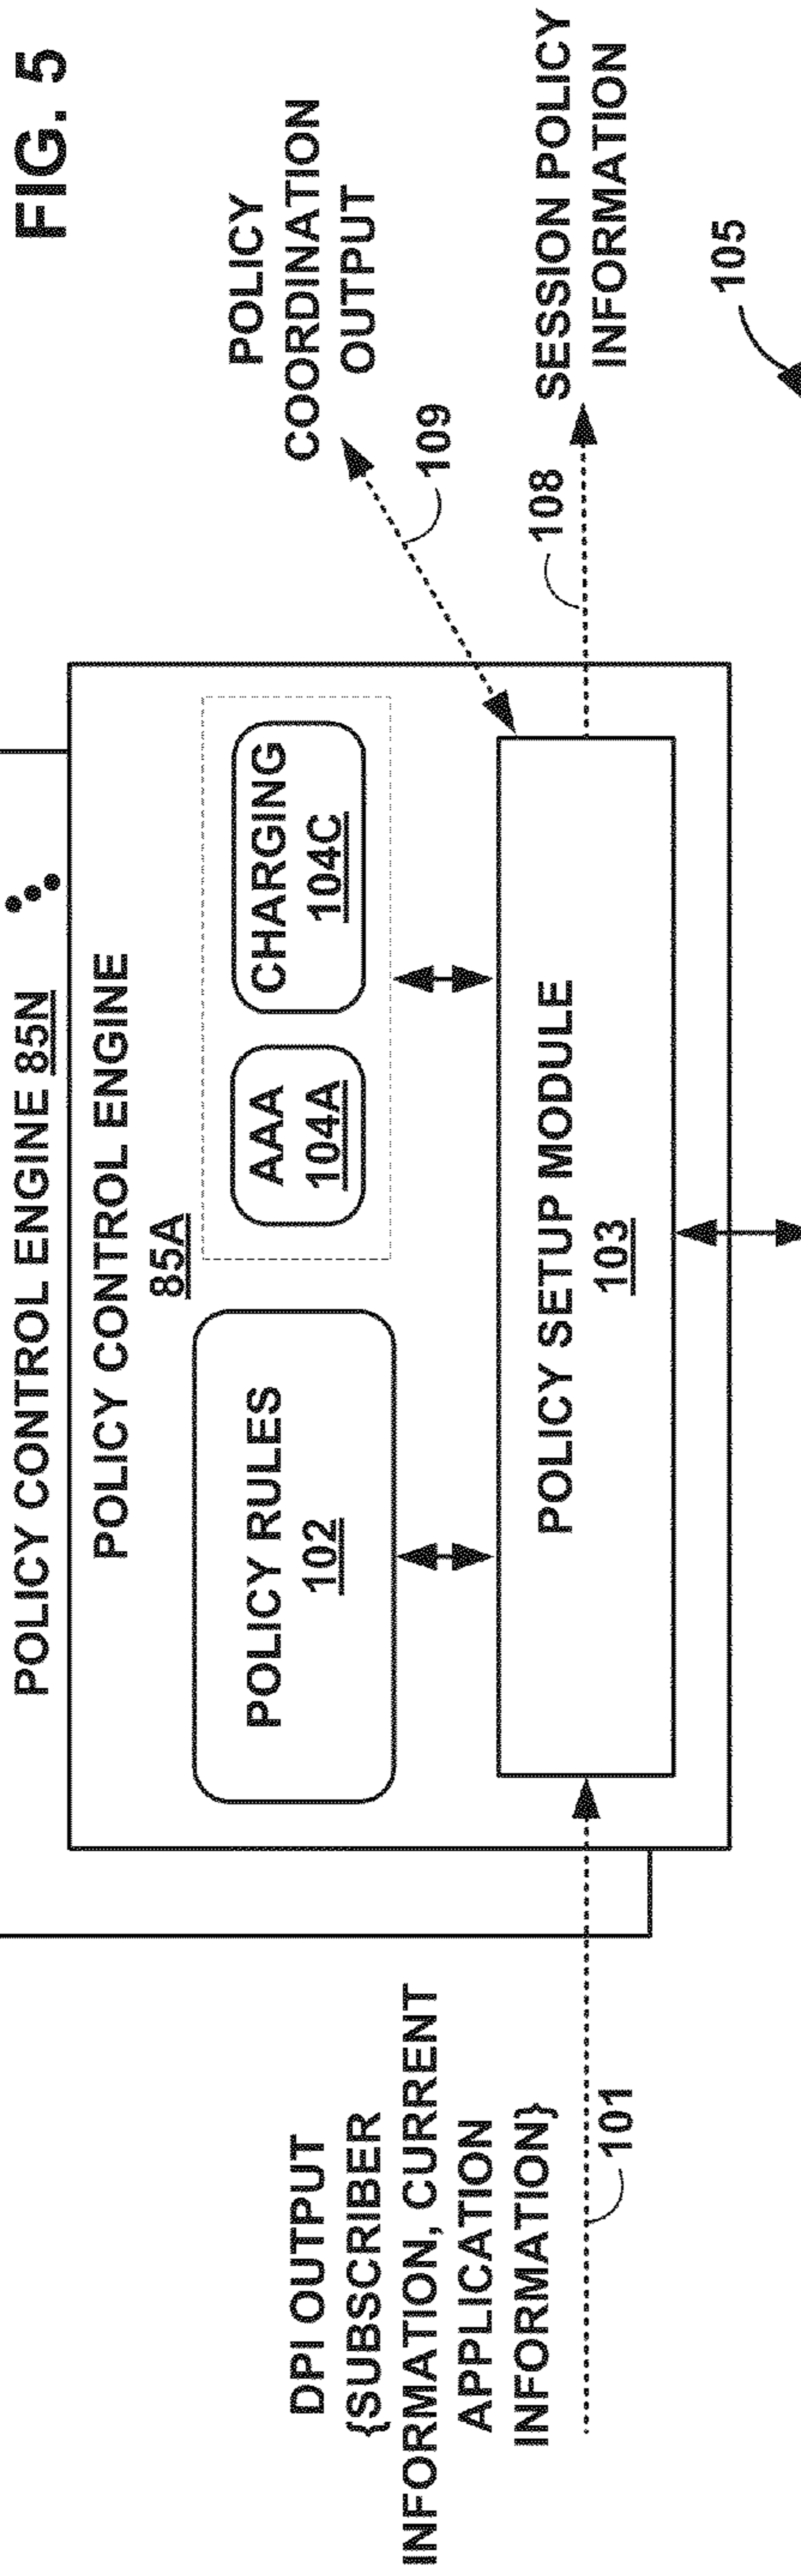 FIG. 5
POLICY CONTROL ENGINE 85N
POLICY CONTROL ENGINE
85A
POLICY RULES
102
AAA
104A
CHARGING
104C
POLICY SETUP MODULE
103
DPI OUTPUT
{SUBSCRIBER
INFORMATION, CURRENT
APPLICATION
INFORMATION}
101
POLICY
COORDINATION
OUTPUT
109
108
SESSION POLICY
INFORMATION
105